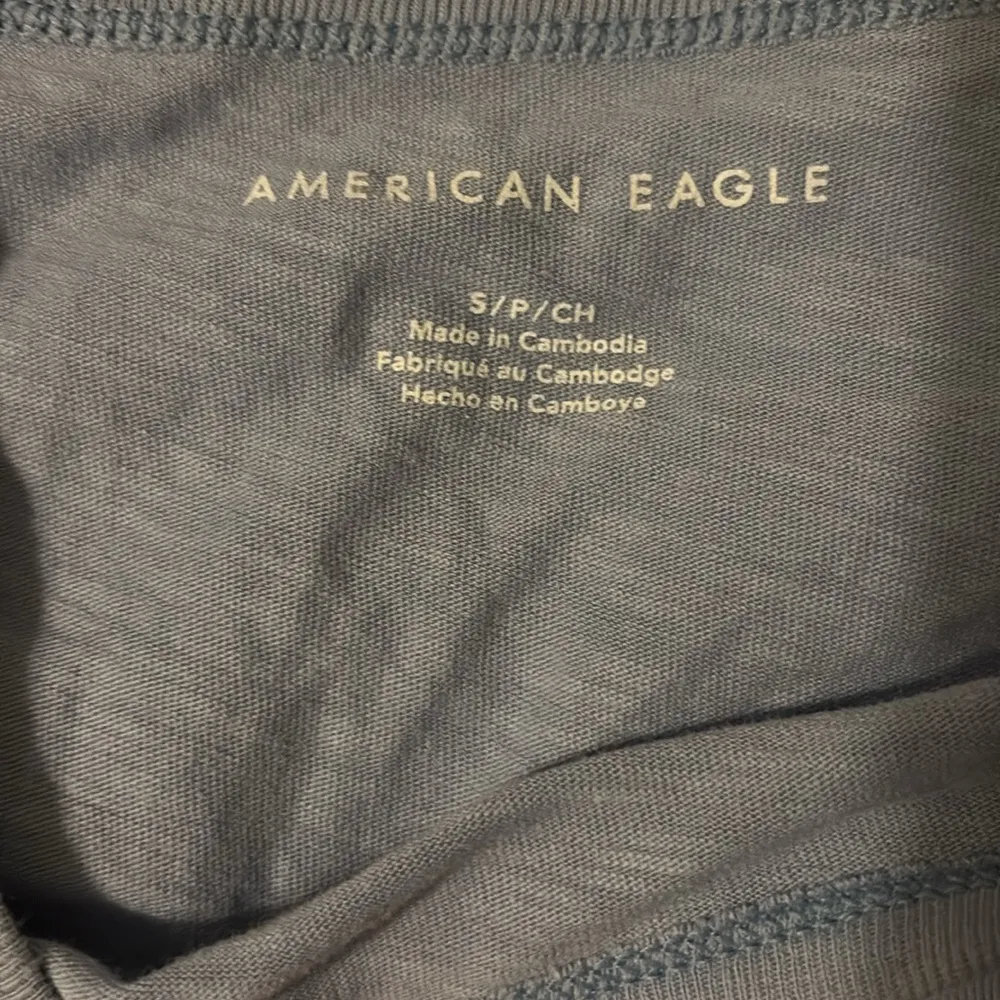 AMERICAN EAGLE
S/P/CH
Made in Cambodia
Fabriqué au Cambodge
Hecho en Camboya